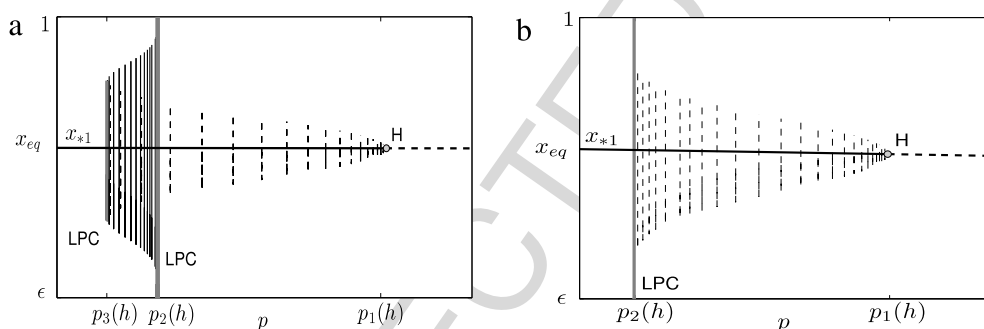 a
1
x_{*1}
x_{eq}
H
LPC
LPC
ϵ
p_3(h)
p_2(h)
p
p_1(h)
b
1
x_{*1}
x_{eq}
H
LPC
ϵ
p_2(h)
p
p_1(h)